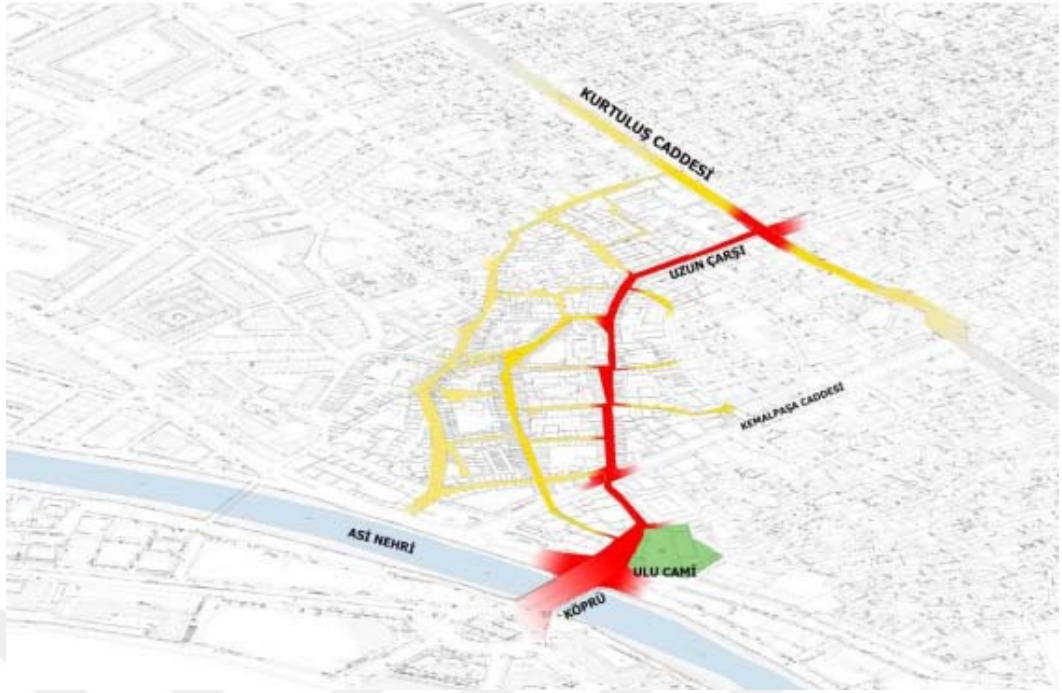 KURTULUŞ CADDESİ
UZUN ÇARŞI
KEMALPAŞA CADDESİ
ASİ NEHRİ
ULU CAMİ
KÖPRÜ